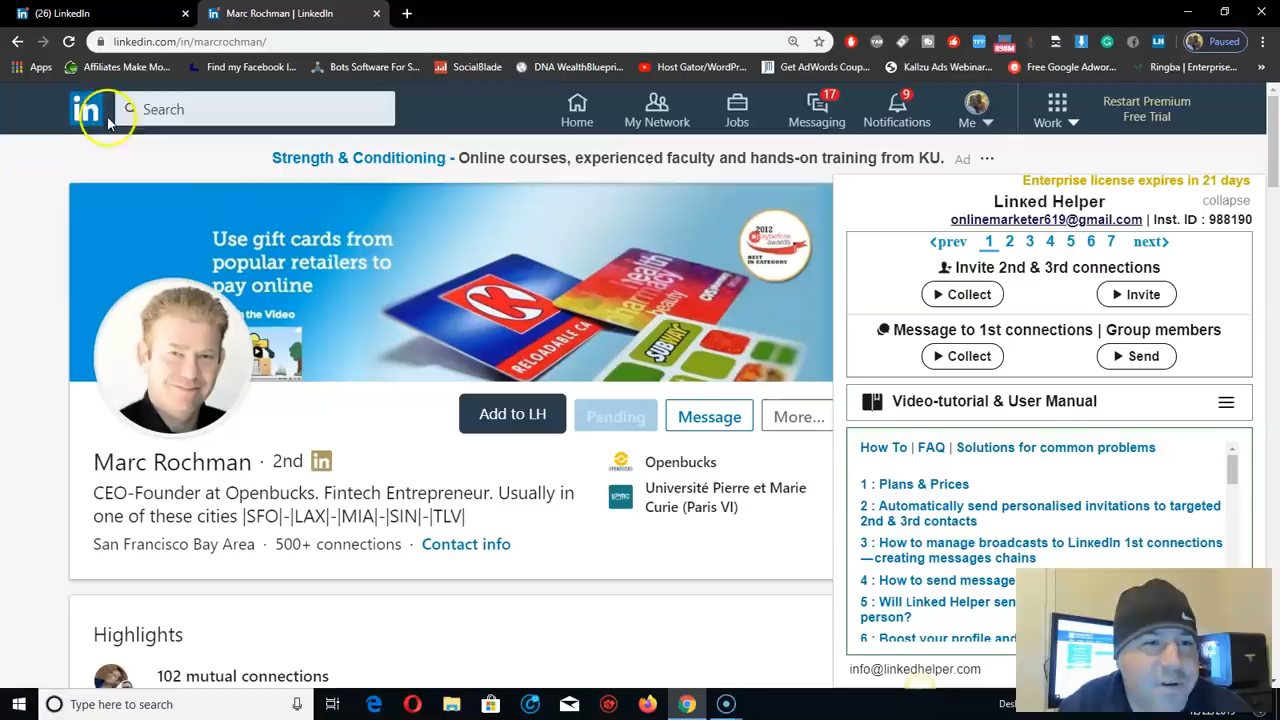 (26) LinkedIn
Marc Rochman | LinkedIn
linkedin.com/in/marcrochman/
Paused
Apps
Affiliates Make Mo...
Find my Facebook I...
Bots Software For S...
SocialBlade
DNA WealthBluepri...
Host Gator/WordPr...
Get AdWords Coup...
Kallzu Ads Webinar...
Free Google Adwor...
Ringba | Enterprise...
in
Search
17
9
Home
My Network
Jobs
Messaging
Notifications
Me
Work
Restart Premium
Free Trial
Strength & Conditioning - Online courses, experienced faculty and hands-on training from KU. Ad ...
Use gift cards from
popular retailers to
pay online
the Video
2012
BEST
IN CATEGORY
RELOADABLE
SUBWAY
Enterprise license expires in 21 days
Linкed Helper
collapse
onlinemarketer619@gmail.com | Inst. ID : 988190
prev 1 2 3 4 5 6 7 next
Invite 2nd & 3rd connections
Collect
Invite
Message to 1st connections | Group members
Collect
Send
Video-tutorial & User Manual
How To | FAQ | Solutions for common problems
1 : Plans & Prices
2 : Automatically send personalised invitations to targeted
2nd & 3rd contacts
3 : How to manage broadcasts to LinкedIn 1st connections
—creating messages chains
4 : How to send message
5 : Will Linked Helper sen
person?
6 : Boost your profile and
info@linkedhelper.com
Add to LH
Pending
Message
More...
Marc Rochman · 2nd in
CEO-Founder at Openbucks. Fintech Entrepreneur. Usually in
one of these cities |SFO|-|LAX|-|MIA|-|SIN|-|TLV|
San Francisco Bay Area · 500+ connections · Contact info
Openbucks
Université Pierre et Marie
Curie (Paris VI)
Highlights
102 mutual connections
Type here to search